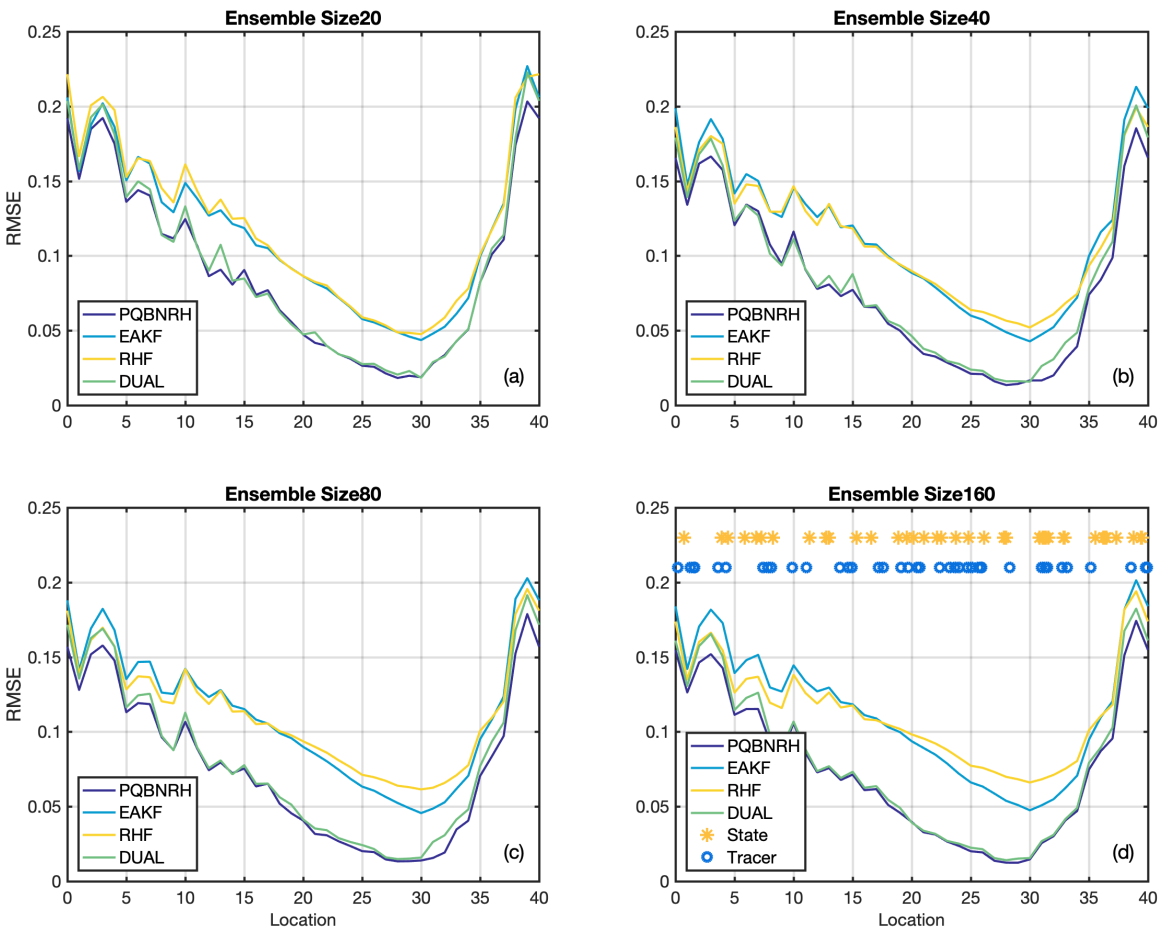 Ensemble Size20
RMSE
0.25
0.2
0.15
0.1
0.05
0
PQBNRH
EAKF
RHF
DUAL
(a)
0 5 10 15 20 25 30 35 40
Ensemble Size40
0.25
0.2
0.15
0.1
0.05
0
PQBNRH
EAKF
RHF
DUAL
(b)
0 5 10 15 20 25 30 35 40
Ensemble Size80
RMSE
0.25
0.2
0.15
0.1
0.05
0
PQBNRH
EAKF
RHF
DUAL
(c)
0 5 10 15 20 25 30 35 40
Location
Ensemble Size160
0.25
0.2
0.15
0.1
0.05
0
PQBNRH
EAKF
RHF
DUAL
State
Tracer
(d)
0 5 10 15 20 25 30 35 40
Location